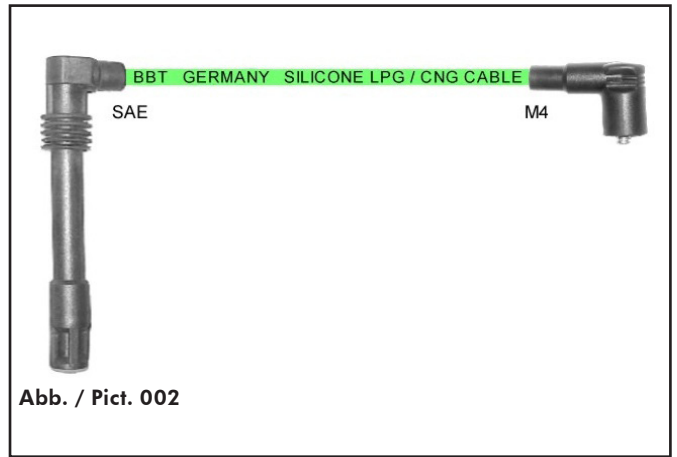 BBT GERMANY SILICONE LPG / CNG CABLE
SAE
M4
Abb. / Pict. 002